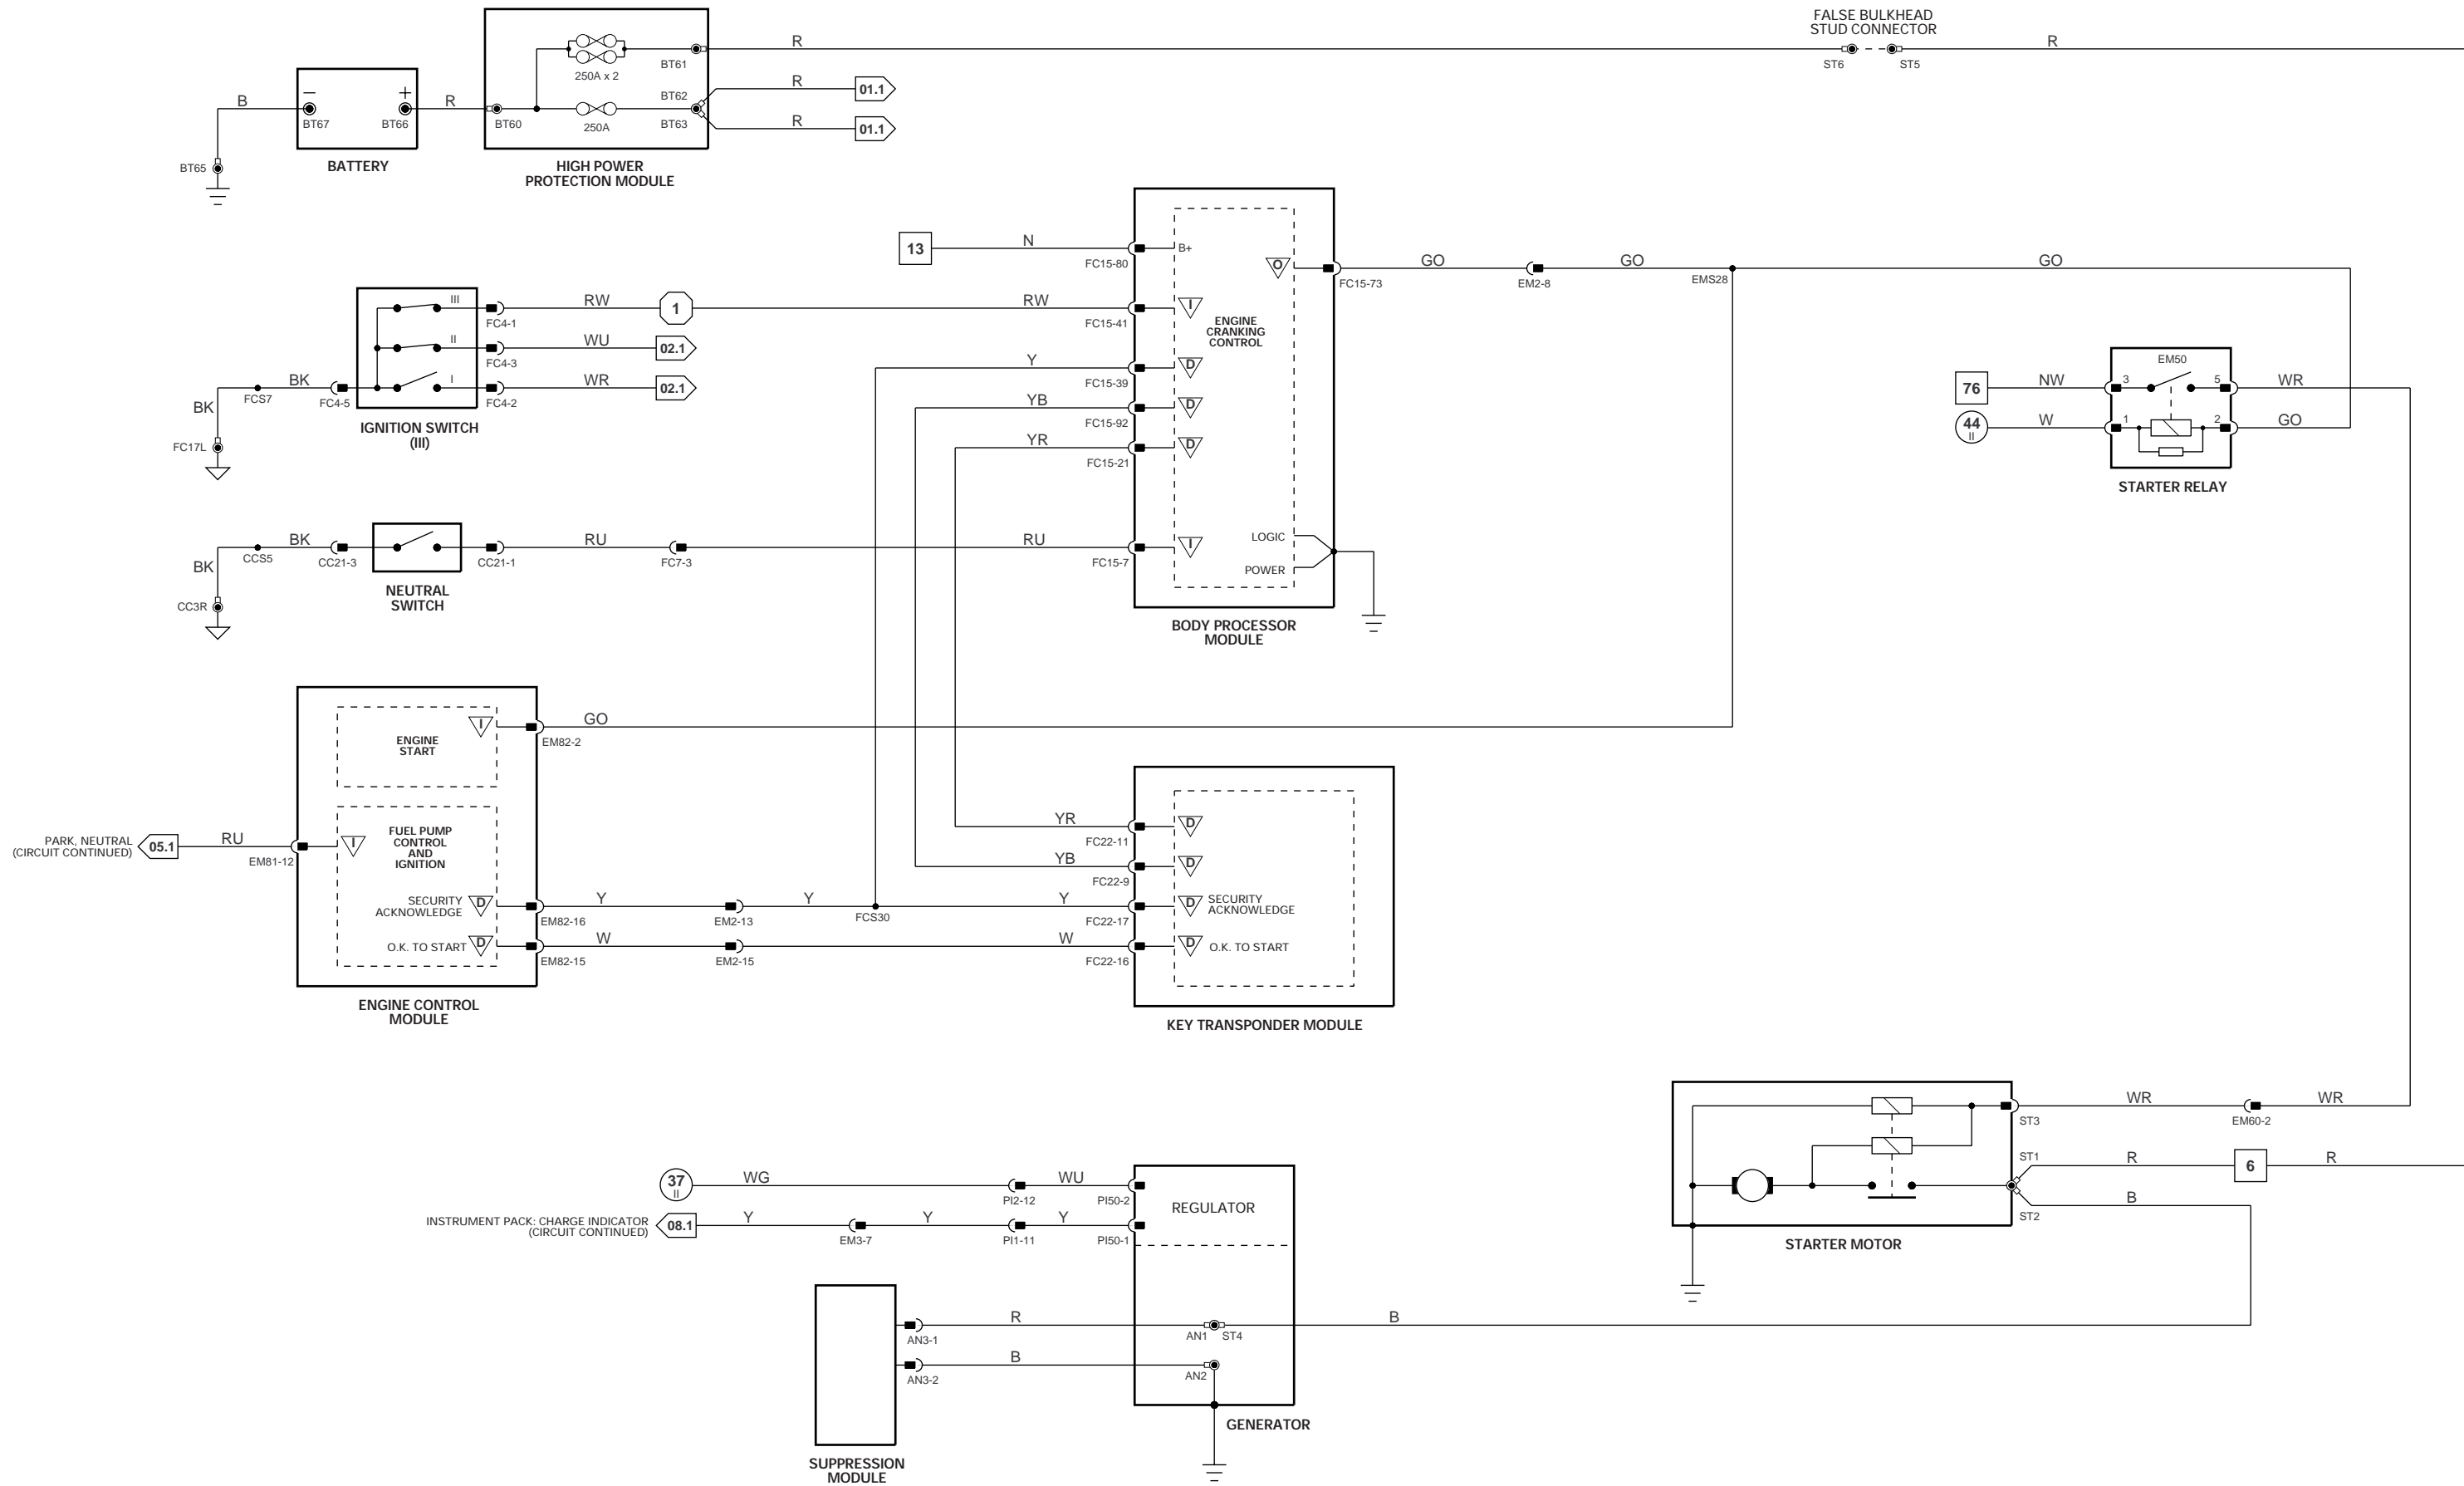 FALSE BULKHEAD
STUD CONNECTOR
R
R
ST6
ST5
250A x 2
BT61
R
01.1
BT62
B
−
+
R
BT67
BT66
BT60
250A
BT63
R
01.1
BT65
BATTERY
HIGH POWER
PROTECTION MODULE
13
N
FC15-80
B+
O
FC15-73
GO
EM2-8
GO
EMS28
GO
III
FC4-1
RW
1
RW
FC15-41
I
ENGINE
CRANKING
CONTROL
II
FC4-3
WU
02.1
Y
FC15-39
D
BK
FCS7
BK
FC4-5
I
FC4-2
WR
02.1
YB
FC15-92
D
IGNITION SWITCH
(III)
FC17L
YR
FC15-21
D
EM50
76
NW
3
5
WR
44
II
W
1
2
GO
STARTER RELAY
BK
CCS5
BK
CC21-3
CC21-1
RU
FC7-3
RU
FC15-7
I
LOGIC
POWER
CC3R
NEUTRAL
SWITCH
BODY PROCESSOR
MODULE
ENGINE
START
I
EM82-2
GO
PARK, NEUTRAL
(CIRCUIT CONTINUED)
05.1
RU
EM81-12
I
FUEL PUMP
CONTROL
AND
IGNITION
YR
FC22-11
D
YB
FC22-9
D
SECURITY
ACKNOWLEDGE
D
EM82-16
Y
EM2-13
Y
FCS30
Y
FC22-17
D
SECURITY
ACKNOWLEDGE
O.K. TO START
D
EM82-15
W
EM2-15
W
FC22-16
D
O.K. TO START
ENGINE CONTROL
MODULE
KEY TRANSPONDER MODULE
ST3
WR
EM60-2
WR
ST1
R
6
R
ST2
B
STARTER MOTOR
37
II
WG
PI2-12
WU
PI50-2
REGULATOR
INSTRUMENT PACK: CHARGE INDICATOR
(CIRCUIT CONTINUED)
08.1
Y
EM3-7
Y
PI1-11
Y
PI50-1
AN3-1
R
AN1
ST4
B
AN3-2
B
AN2
GENERATOR
SUPPRESSION
MODULE